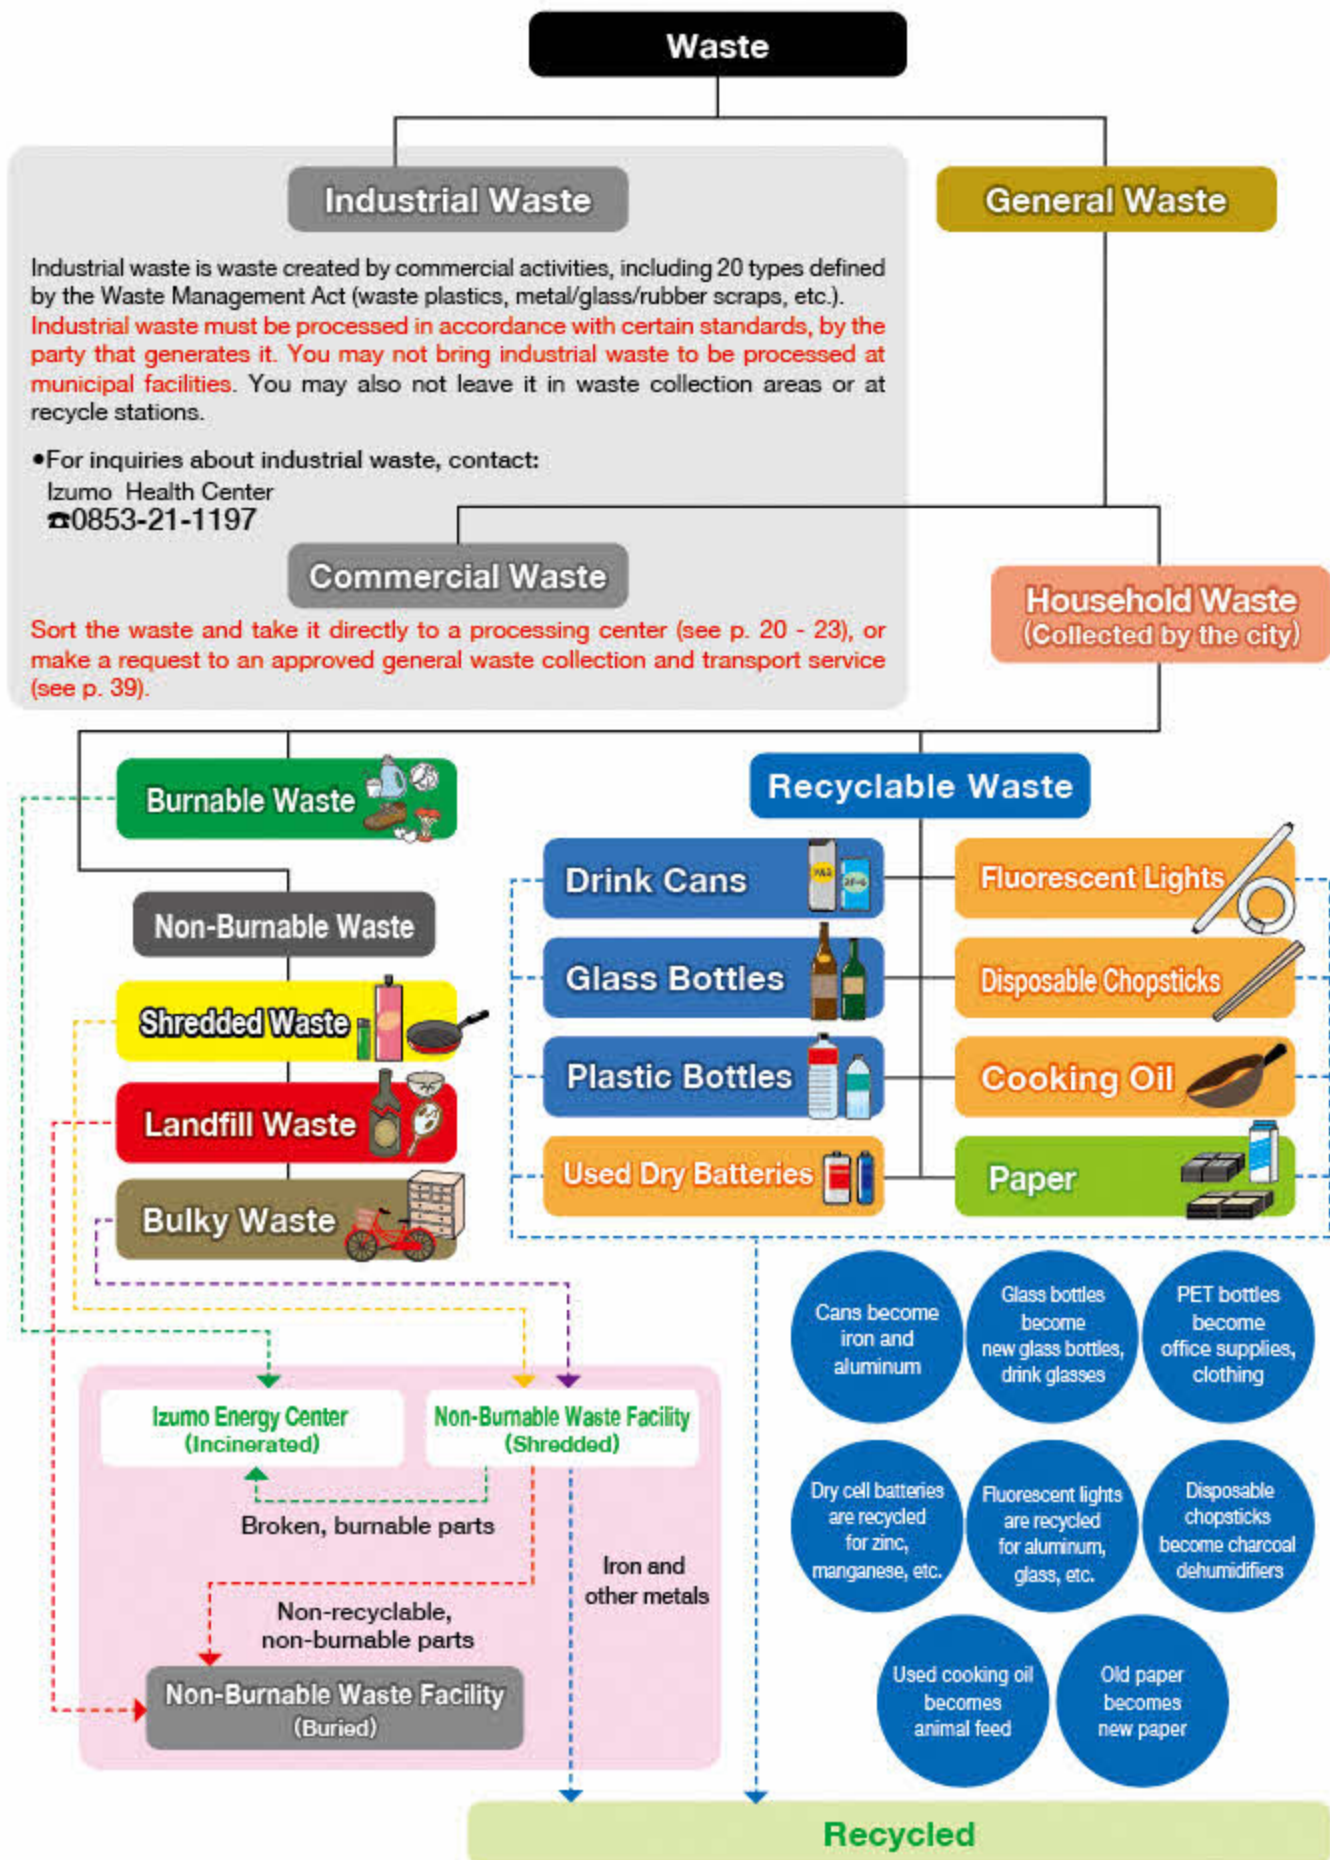 Waste
Industrial Waste
General Waste
Industrial waste is waste created by commercial activities, including 20 types defined
by the Waste Management Act (waste plastics, metal/glass/rubber scraps, etc.).
Industrial waste must be processed in accordance with certain standards, by the
party that generates it. You may not bring industrial waste to be processed at
municipal facilities. You may also not leave it in waste collection areas or at
recycle stations.
•For inquiries about industrial waste, contact:
Izumo Health Center
☎0853-21-1197
Commercial Waste
Sort the waste and take it directly to a processing center (see p. 20 - 23), or
make a request to an approved general waste collection and transport service
(see p. 39).
Household Waste
(Collected by the city)
Burnable Waste
Non-Burnable Waste
Shredded Waste
Landfill Waste
Bulky Waste
Recyclable Waste
Drink Cans
Fluorescent Lights
Glass Bottles
Disposable Chopsticks
Plastic Bottles
Cooking Oil
Used Dry Batteries
Paper
Cans become
iron and
aluminum
Glass bottles
become
new glass bottles,
drink glasses
PET bottles
become
office supplies,
clothing
Dry cell batteries
are recycled
for zinc,
manganese, etc.
Fluorescent lights
are recycled
for aluminum,
glass, etc.
Disposable
chopsticks
become charcoal
dehumidifiers
Used cooking oil
becomes
animal feed
Old paper
becomes
new paper
Izumo Energy Center
(Incinerated)
Non-Burnable Waste Facility
(Shredded)
Broken, burnable parts
Iron and
other metals
Non-recyclable,
non-burnable parts
Non-Burnable Waste Facility
(Buried)
Recycled